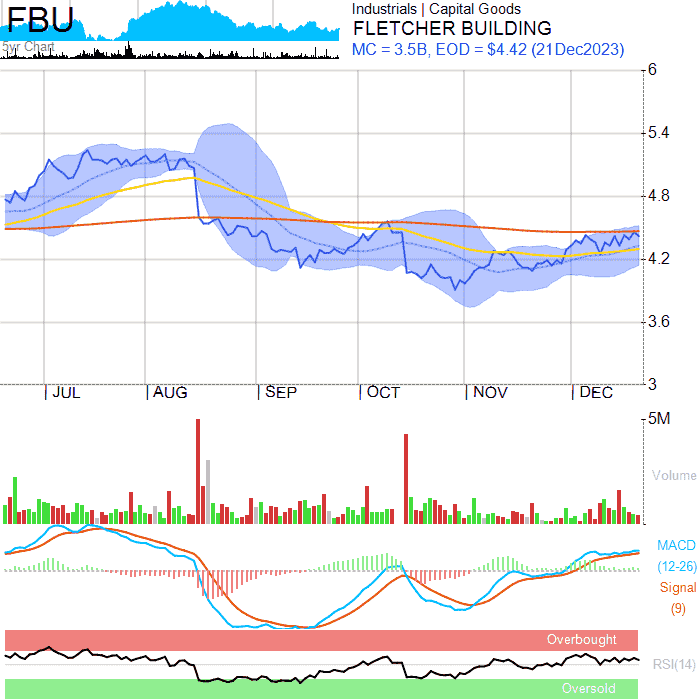 FBU
5yr Chart
Industrials | Capital Goods
FLETCHER BUILDING
MC = 3.5B, EOD = $4.42 (21Dec2023)
6
5.4
4.8
4.2
3.6
3
JUL AUG SEP OCT NOV DEC
5M
Volume
MACD
(12-26)
Signal
(9)
Overbought
RSI(14)
Oversold